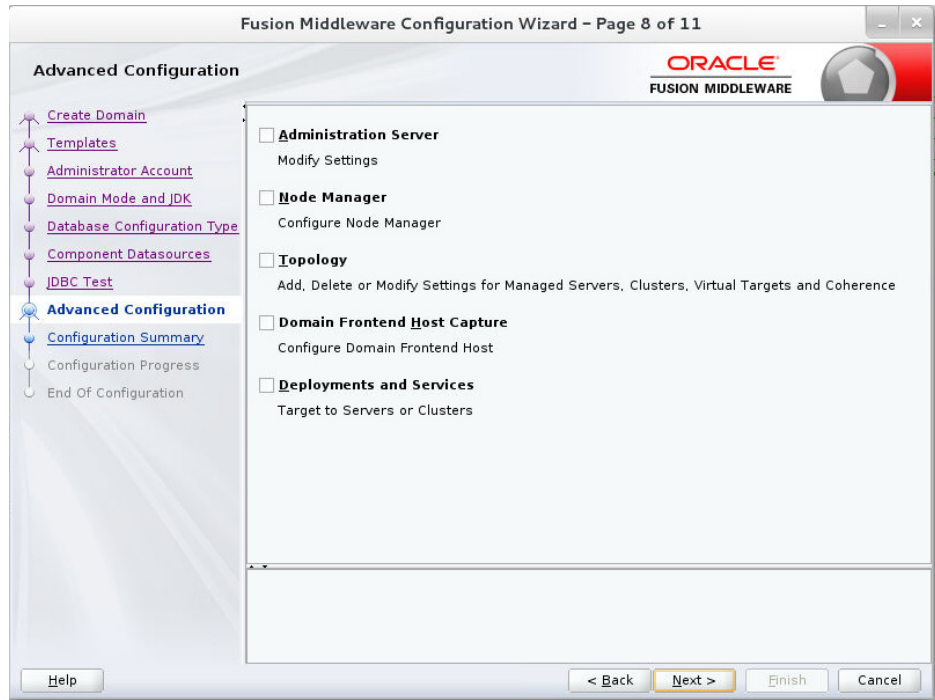 Fusion Middleware Configuration Wizard – Page 8 of 11
Advanced Configuration
ORACLE
FUSION MIDDLEWARE
Create Domain
Templates
Administrator Account
Domain Mode and JDK
Database Configuration Type
Component Datasources
JDBC Test
Advanced Configuration
Configuration Summary
Configuration Progress
End Of Configuration
Administration Server
Modify Settings
Node Manager
Configure Node Manager
Topology
Add, Delete or Modify Settings for Managed Servers, Clusters, Virtual Targets and Coherence
Domain Frontend Host Capture
Configure Domain Frontend Host
Deployments and Services
Target to Servers or Clusters
Help
< Back
Next >
Finish
Cancel